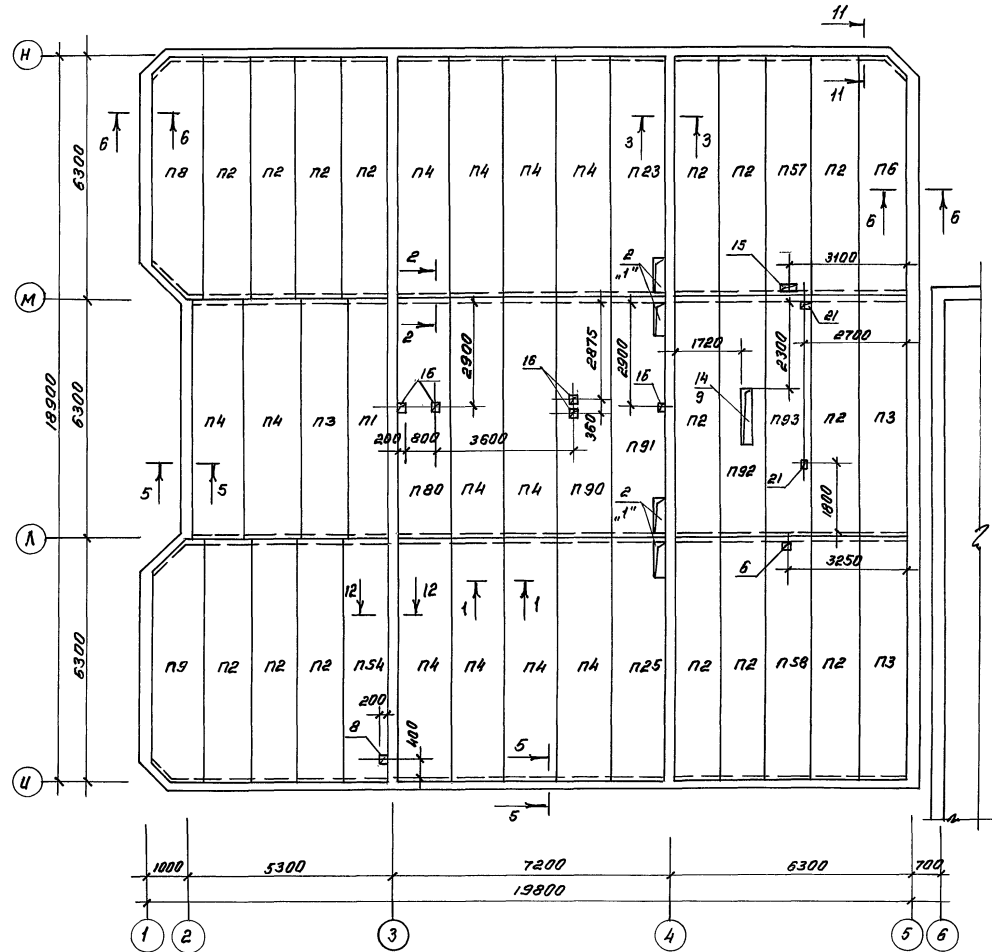 11
Н
11
6
6
3
3
6300
п8
п2
п2
п2
п2
п4
п4
п4
п4
п23
п2
п2
п57
п2
п6
6
6
2
2
„1"
15
3100
М
2
21
2700
18900
6300
2900
2875
2900
1720
2300
16
16
16
14
9
п4
п4
п3
п1
п2
п93
п2
п3
200
800
3600
360
п91
5
5
п80
п4
п4
п90
2
„1"
п92
21
1800
Л
6
3250
12
12
1
1
6300
п9
п2
п2
п2
п54
п4
п4
п4
п4
п25
п2
п2
п58
п2
п3
200
8
400
5
И
5
1000
5300
7200
6300
700
19800
1
2
3
4
5
6